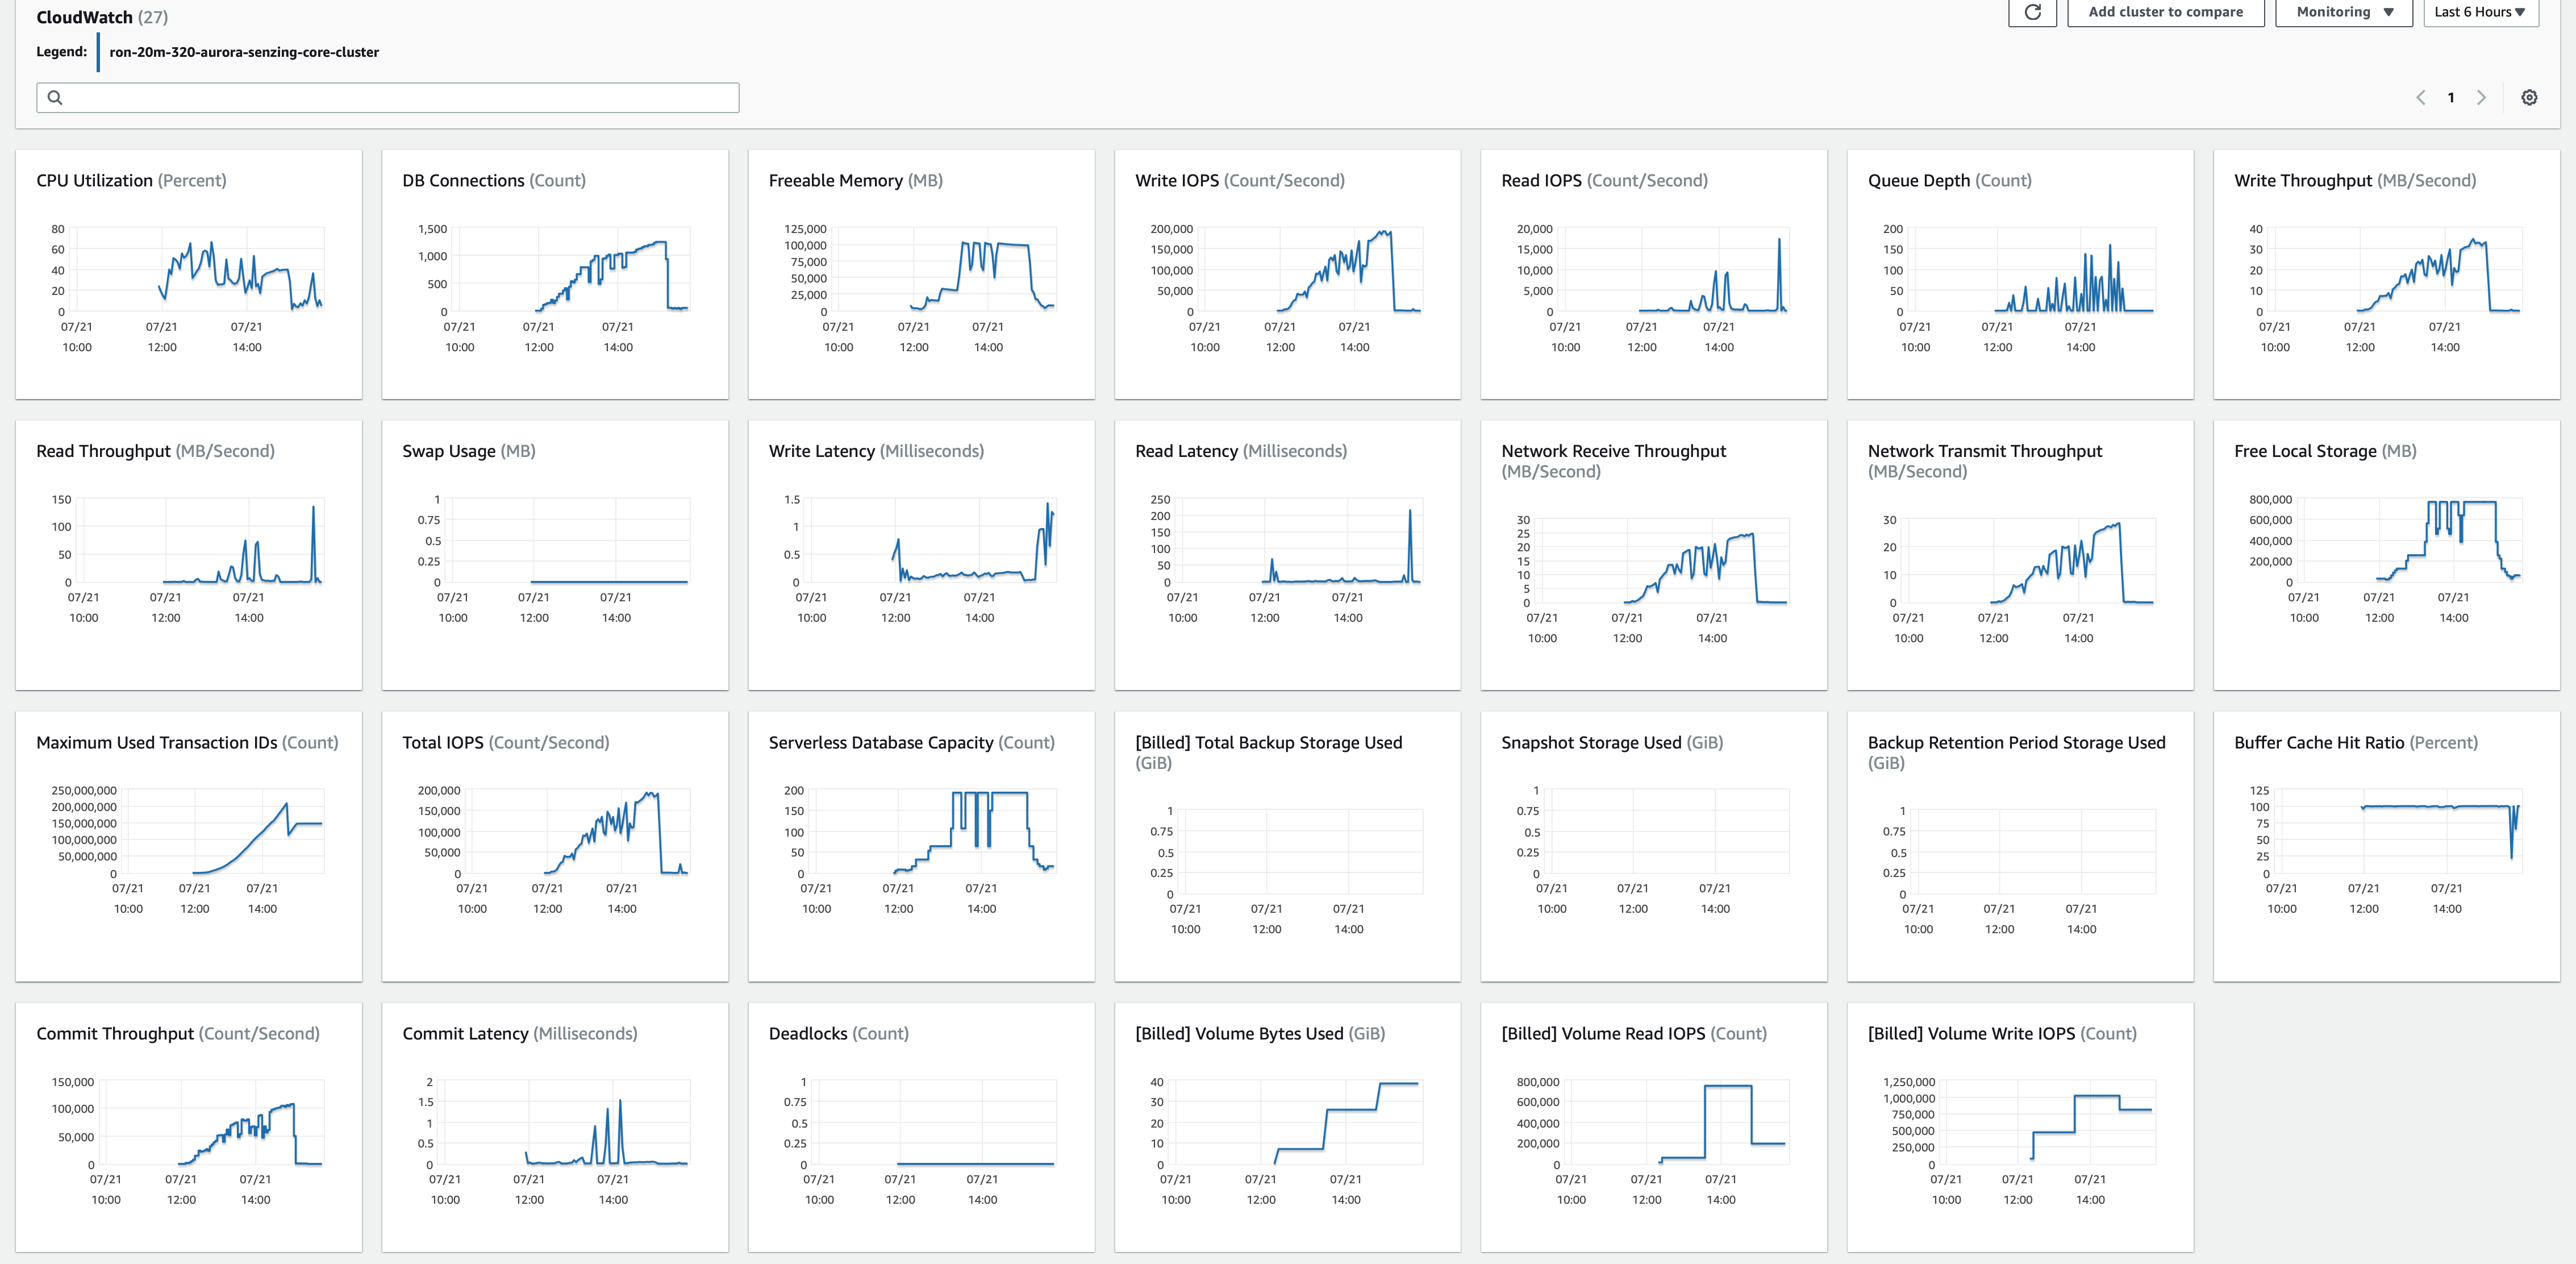 CloudWatch (27)
Add cluster to compare
Monitoring
Last 6 Hours
Legend:
ron-20m-320-aurora-senzing-core-cluster
1
CPU Utilization (Percent)
80
60
40
20
0
07/21 07/21 07/21
10:00 12:00 14:00
DB Connections (Count)
1,500
1,000
500
0
07/21 07/21 07/21
10:00 12:00 14:00
Freeable Memory (MB)
125,000
100,000
75,000
50,000
25,000
0
07/21 07/21 07/21
10:00 12:00 14:00
Write IOPS (Count/Second)
200,000
150,000
100,000
50,000
0
07/21 07/21 07/21
10:00 12:00 14:00
Read IOPS (Count/Second)
20,000
15,000
10,000
5,000
0
07/21 07/21 07/21
10:00 12:00 14:00
Queue Depth (Count)
200
150
100
50
0
07/21 07/21 07/21
10:00 12:00 14:00
Write Throughput (MB/Second)
40
30
20
10
0
07/21 07/21 07/21
10:00 12:00 14:00
Read Throughput (MB/Second)
150
100
50
0
07/21 07/21 07/21
10:00 12:00 14:00
Swap Usage (MB)
1
0.75
0.5
0.25
0
07/21 07/21 07/21
10:00 12:00 14:00
Write Latency (Milliseconds)
1.5
1
0.5
0
07/21 07/21 07/21
10:00 12:00 14:00
Read Latency (Milliseconds)
250
200
150
100
50
0
07/21 07/21 07/21
10:00 12:00 14:00
Network Receive Throughput
(MB/Second)
30
25
20
15
10
5
0
07/21 07/21 07/21
10:00 12:00 14:00
Network Transmit Throughput
(MB/Second)
30
20
10
0
07/21 07/21 07/21
10:00 12:00 14:00
Free Local Storage (MB)
800,000
600,000
400,000
200,000
0
07/21 07/21 07/21
10:00 12:00 14:00
Maximum Used Transaction IDs (Count)
250,000,000
200,000,000
150,000,000
100,000,000
50,000,000
0
07/21 07/21 07/21
10:00 12:00 14:00
Total IOPS (Count/Second)
200,000
150,000
100,000
50,000
0
07/21 07/21 07/21
10:00 12:00 14:00
Serverless Database Capacity (Count)
200
150
100
50
0
07/21 07/21 07/21
10:00 12:00 14:00
[Billed] Total Backup Storage Used
(GiB)
1
0.75
0.5
0.25
0
07/21 07/21 07/21
10:00 12:00 14:00
Snapshot Storage Used (GiB)
1
0.75
0.5
0.25
0
07/21 07/21 07/21
10:00 12:00 14:00
Backup Retention Period Storage Used
(GiB)
1
0.75
0.5
0.25
0
07/21 07/21 07/21
10:00 12:00 14:00
Buffer Cache Hit Ratio (Percent)
125
100
75
50
25
0
07/21 07/21 07/21
10:00 12:00 14:00
Commit Throughput (Count/Second)
150,000
100,000
50,000
0
07/21 07/21 07/21
10:00 12:00 14:00
Commit Latency (Milliseconds)
2
1.5
1
0.5
0
07/21 07/21 07/21
10:00 12:00 14:00
Deadlocks (Count)
1
0.75
0.5
0.25
0
07/21 07/21 07/21
10:00 12:00 14:00
[Billed] Volume Bytes Used (GiB)
40
30
20
10
0
07/21 07/21 07/21
10:00 12:00 14:00
[Billed] Volume Read IOPS (Count)
800,000
600,000
400,000
200,000
0
07/21 07/21 07/21
10:00 12:00 14:00
[Billed] Volume Write IOPS (Count)
1,250,000
1,000,000
750,000
500,000
250,000
0
07/21 07/21 07/21
10:00 12:00 14:00